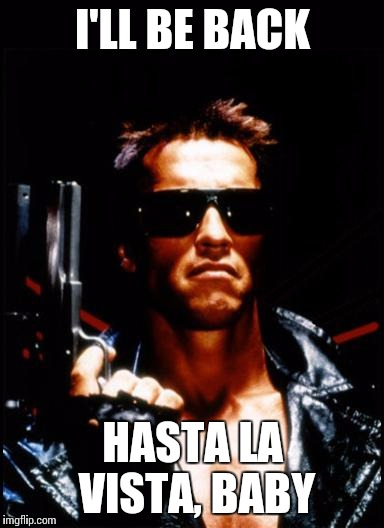 I'LL BE BACK
HASTA LA
VISTA, BABY
imgflip.com